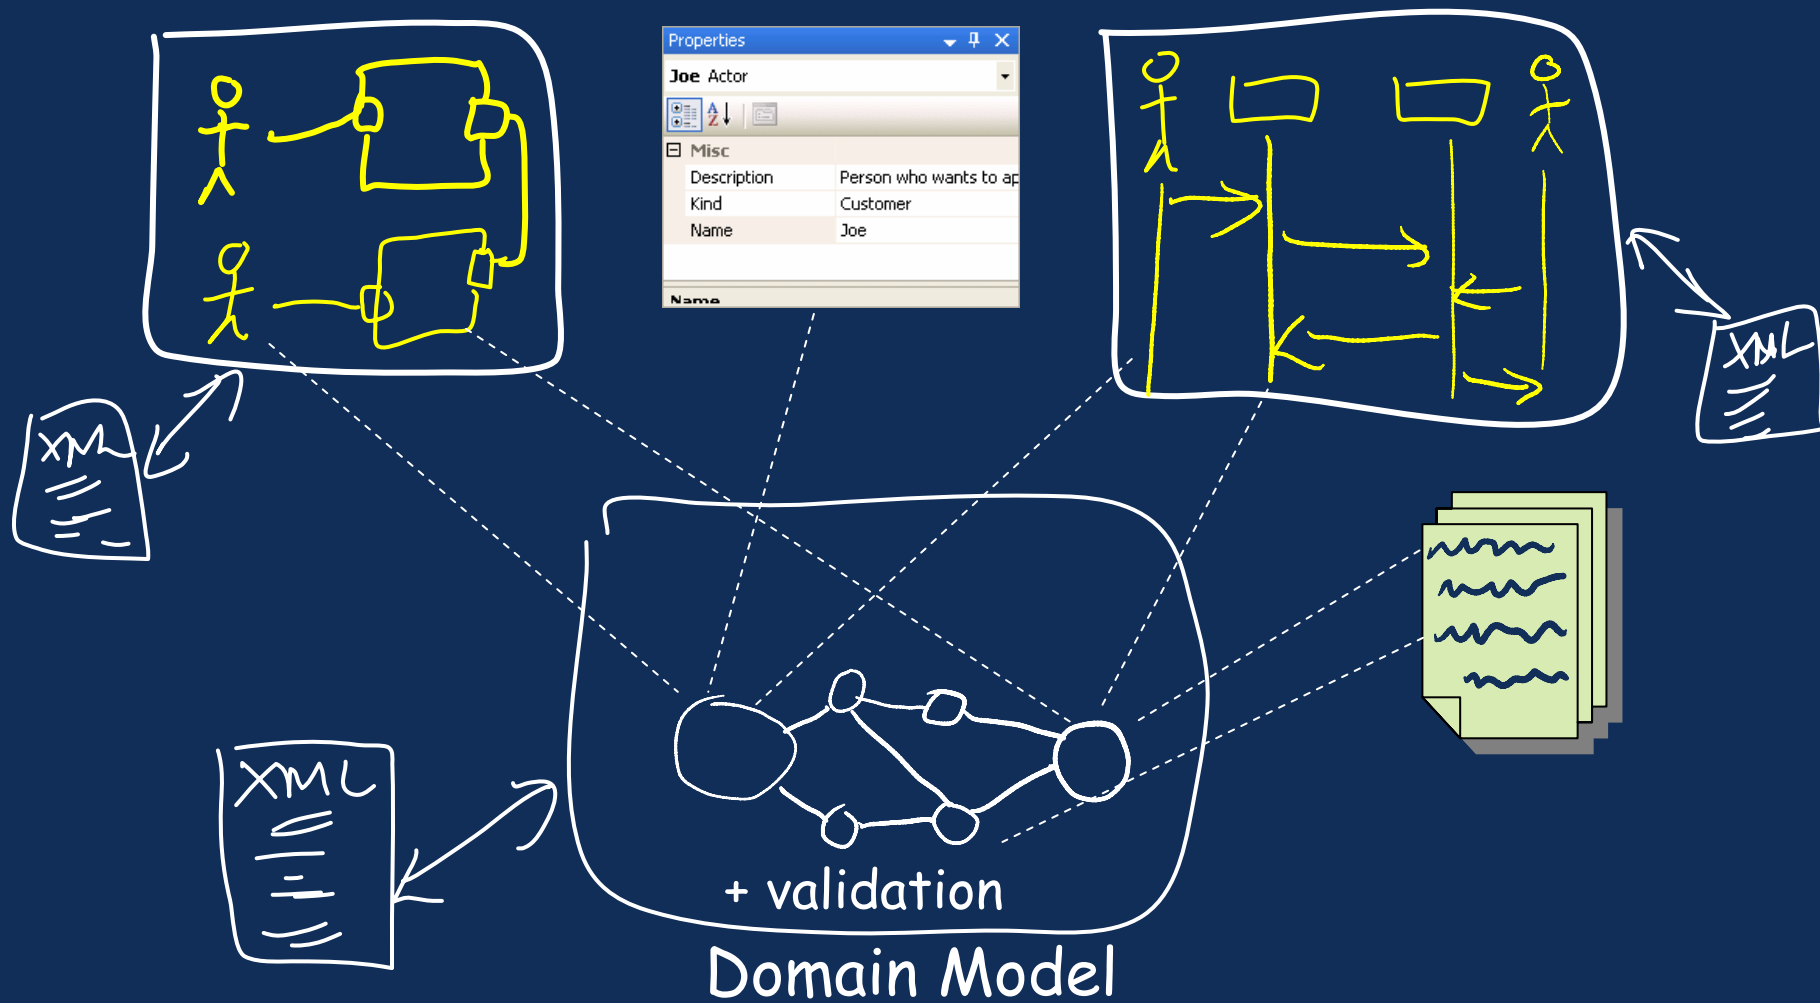 Properties
Joe Actor
A
Z
Misc
Description Person who wants to ap
Kind Customer
Name Joe
Name
XML
XML
XML
+ validation
Domain Model